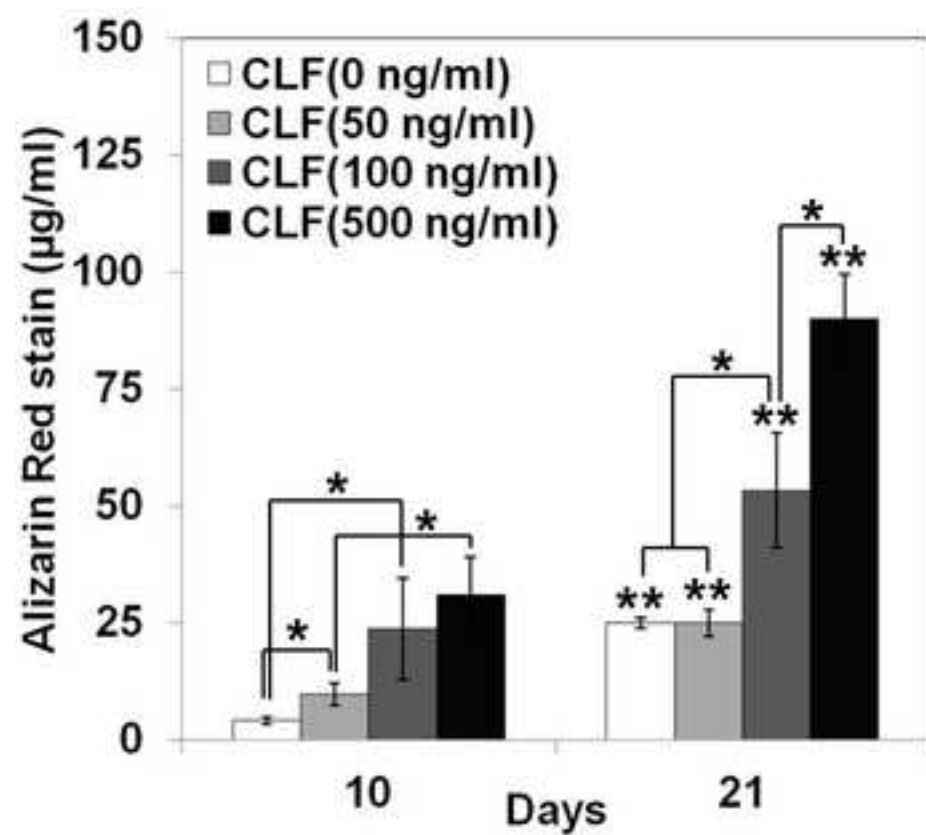 Alizarin Red stain (µg/ml)
150
125
100
75
50
25
0
CLF(0 ng/ml)
CLF(50 ng/ml)
CLF(100 ng/ml)
CLF(500 ng/ml)
*
**
*
**
*
*
** **
*
10 21
Days